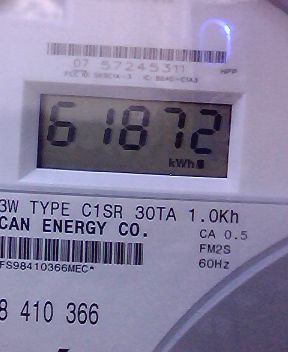 07 57245311
HPP
61872
kWh
3W TYPE C1SR 30TA 1.0Kh
CAN ENERGY CO.
CA 0.5
FM2S
FS98410366MEC*
60Hz
8 410 366